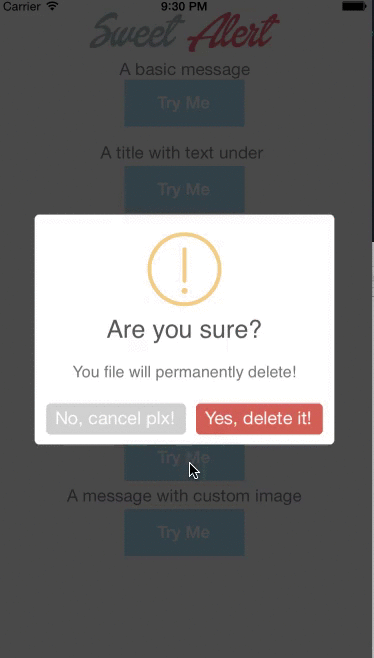 Carrier 9:30 PM
Sweet Alert
A basic message
Try Me
A title with text under
Try Me
Are you sure?
You file will permanently delete!
No, cancel plx! Yes, delete it!
Try Me
A message with custom image
Try Me